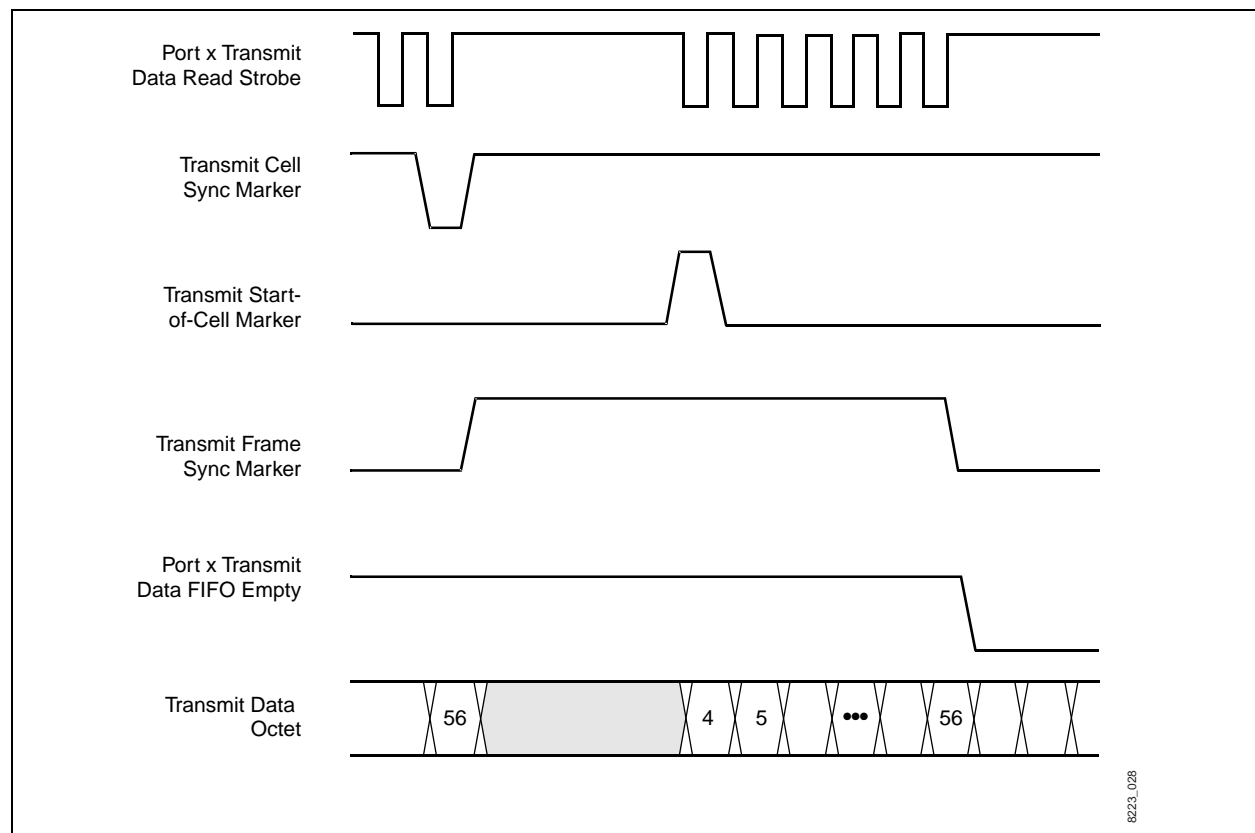 Port x Transmit
Data Read Strobe
Transmit Cell
Sync Marker
Transmit Start-
of-Cell Marker
Transmit Frame
Sync Marker
Port x Transmit
Data FIFO Empty
Transmit Data
Octet
56
4
5
•••
56
8223_028